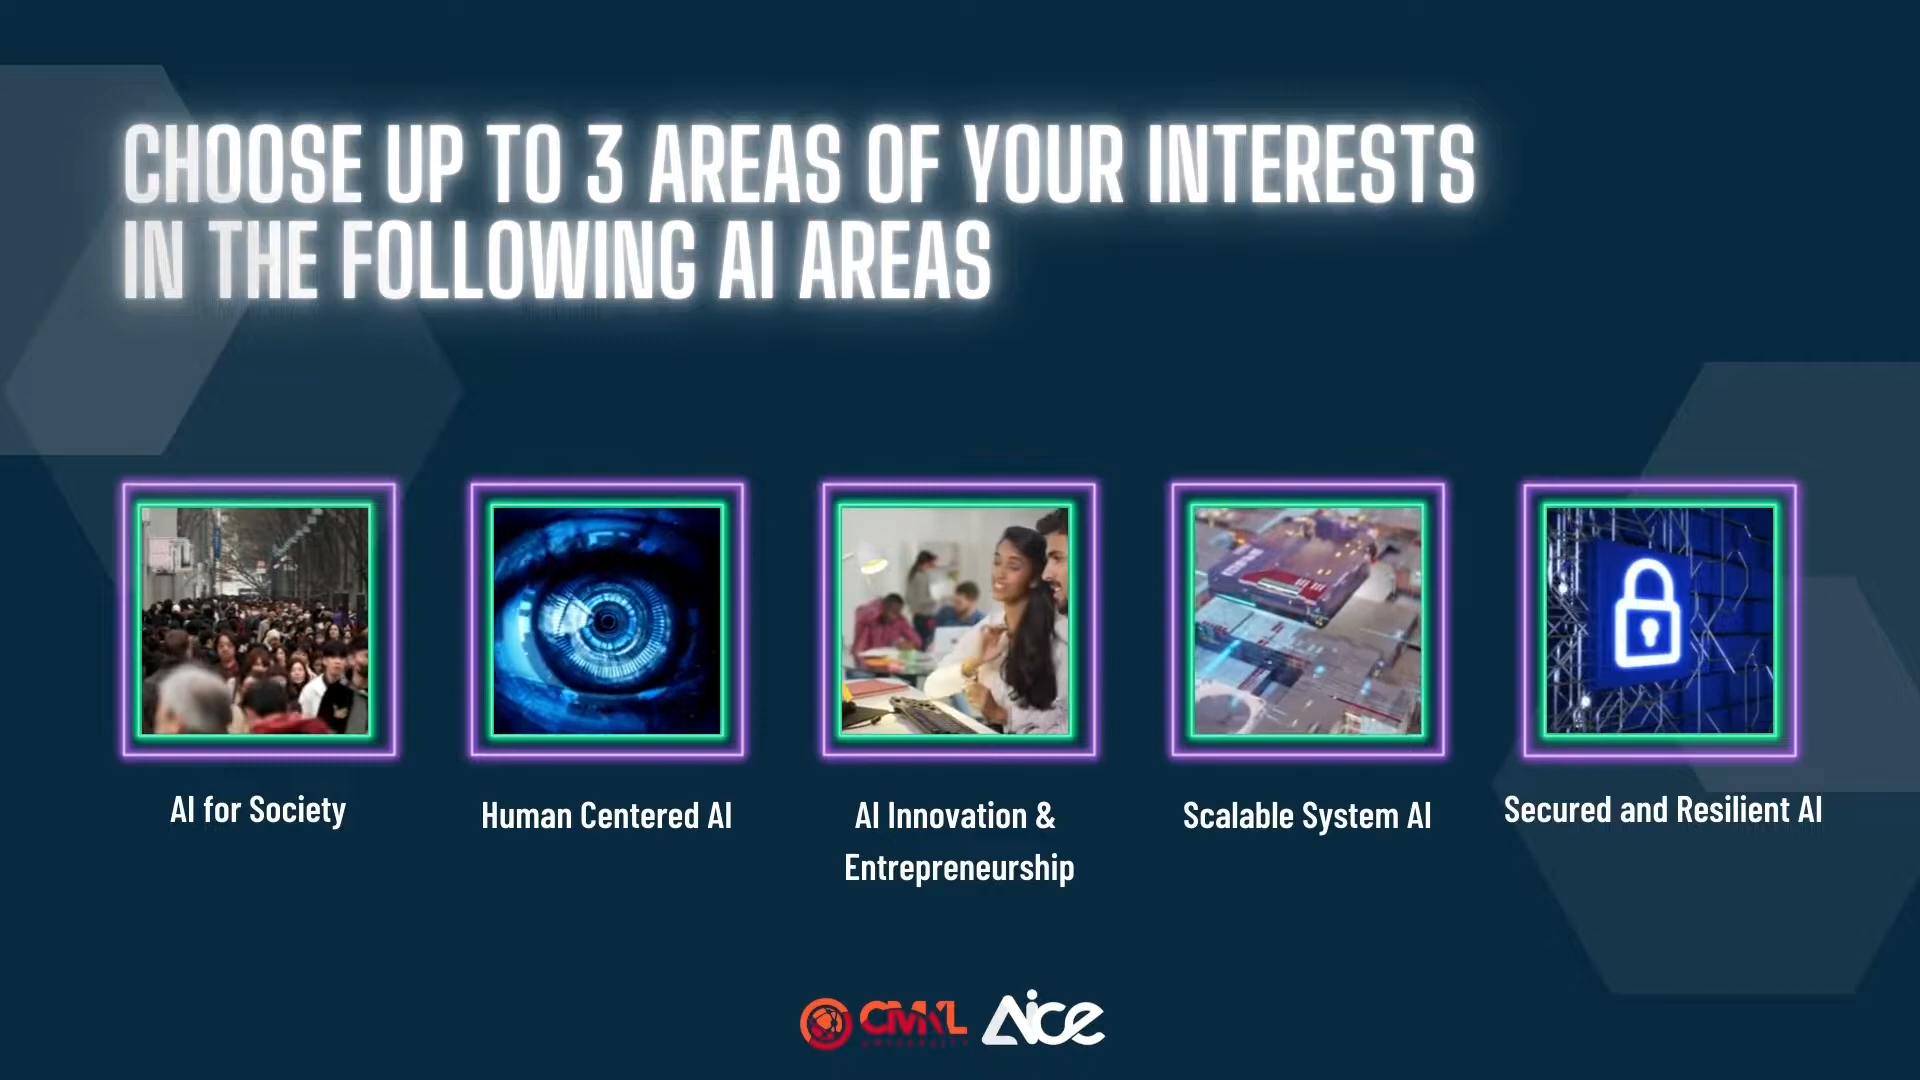 CHOOSE UP TO 3 AREAS OF YOUR INTERESTS
IN THE FOLLOWING AI AREAS
AI for Society
Human Centered AI
AI Innovation &
Entrepreneurship
Scalable System AI
Secured and Resilient AI
CMKL
UNIVERSITY
AiCE